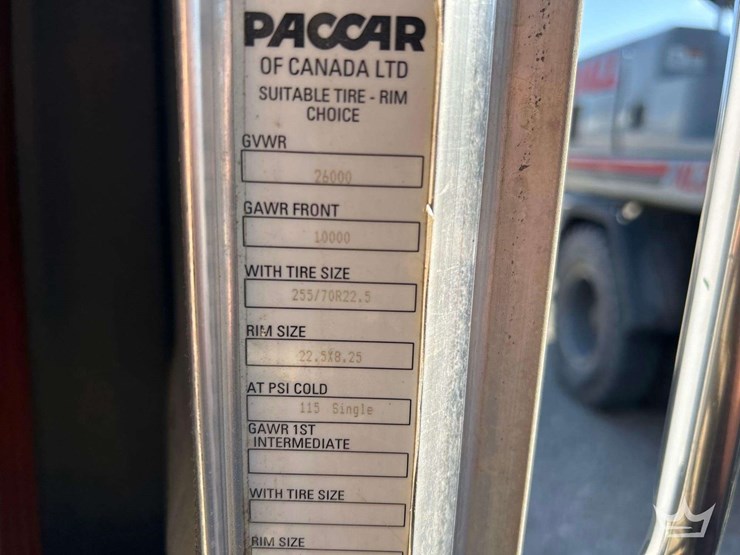 PACCAR
OF CANADA LTD
SUITABLE TIRE - RIM
CHOICE
GVWR
26000
GAWR FRONT
10000
WITH TIRE SIZE
255/70R22.5
RIM SIZE
22.5X8.25
AT PSI COLD
115 Single
GAWR 1ST
INTERMEDIATE
WITH TIRE SIZE
RIM SIZE